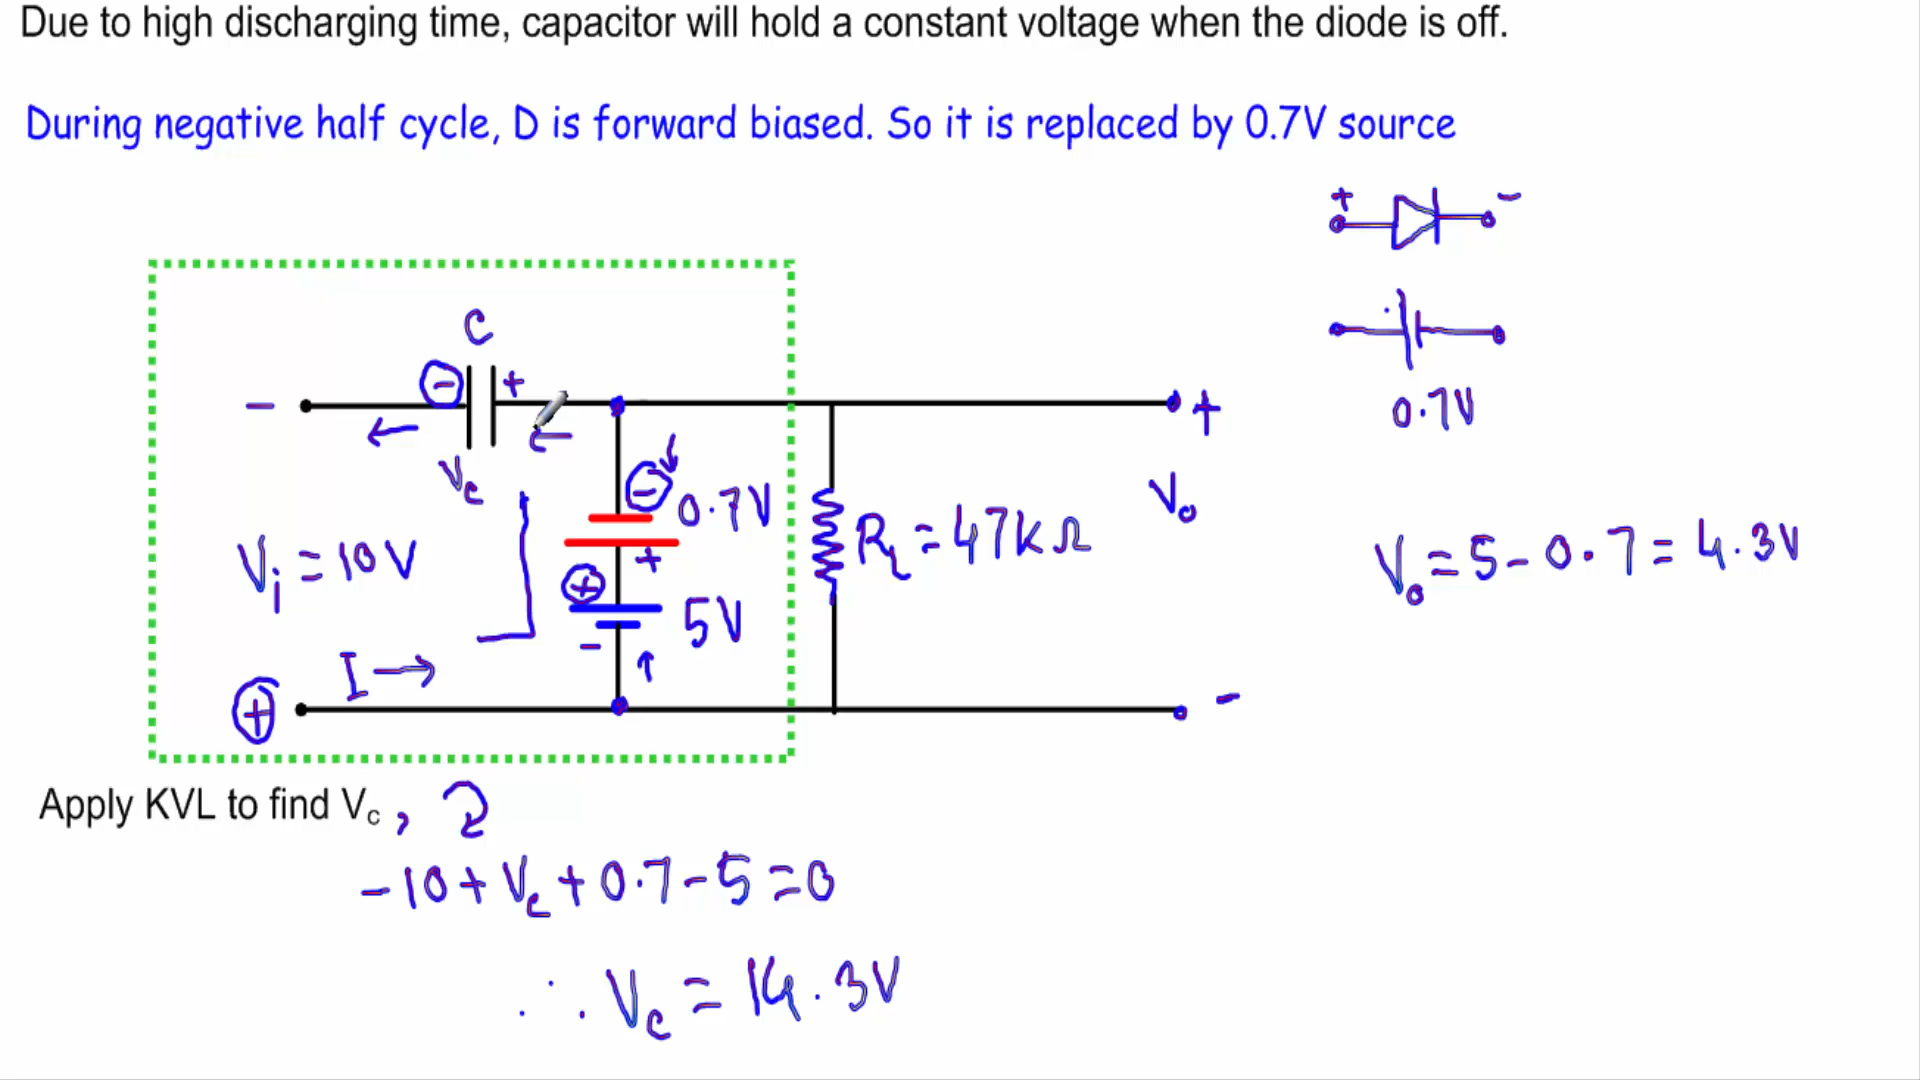 Due to high discharging time, capacitor will hold a constant voltage when the diode is off.
During negative half cycle, D is forward biased. So it is replaced by 0.7V source
+ -
0.7V
C
- - + +
Vc
- 0.7V
Vi = 10V
+
+ 5V
-
RL = 47kΩ
Vo
Vo = 5 - 0.7 = 4.3V
I →
+ -
Apply KVL to find Vc,
-10 + Vc + 0.7 - 5 = 0
∴ Vc = 14.3V